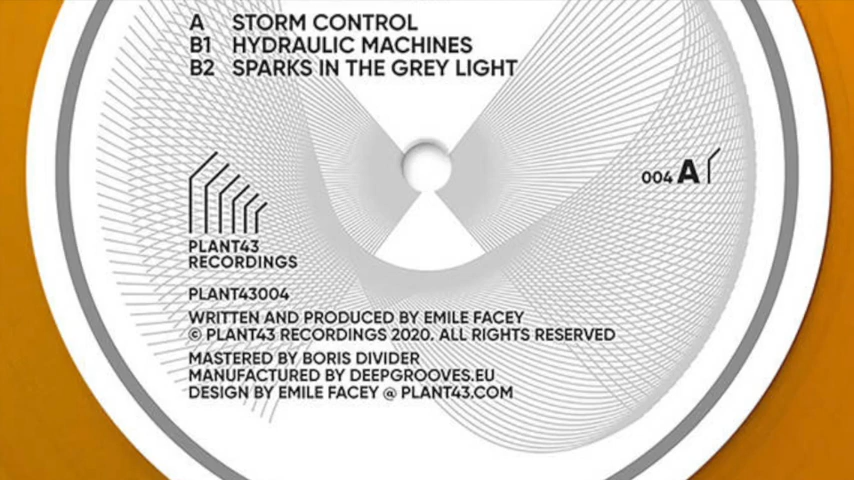 A STORM CONTROL
B1 HYDRAULIC MACHINES
B2 SPARKS IN THE GREY LIGHT
004 A
PLANT43
RECORDINGS
PLANT43004
WRITTEN AND PRODUCED BY EMILE FACEY
© PLANT43 RECORDINGS 2020. ALL RIGHTS RESERVED
MASTERED BY BORIS DIVIDER
MANUFACTURED BY DEEPGROOVES.EU
DESIGN BY EMILE FACEY @ PLANT43.COM